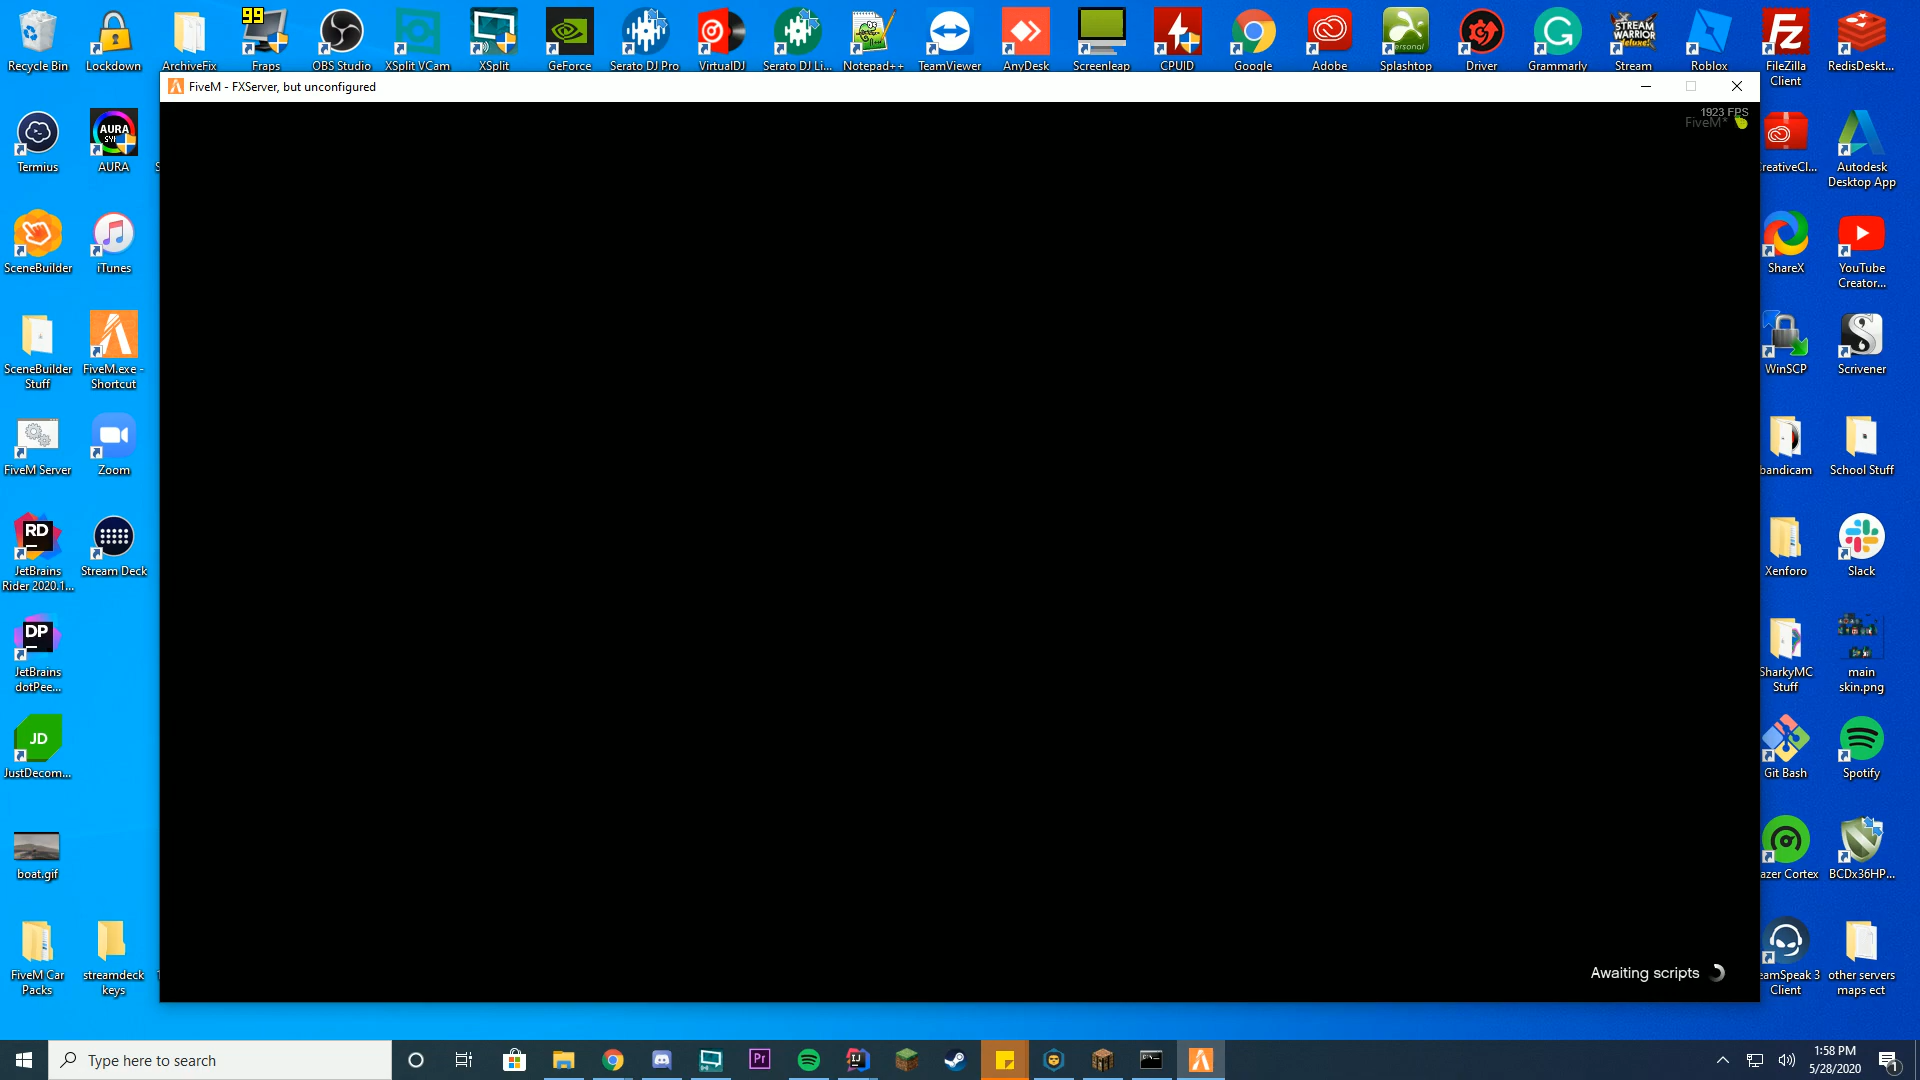 99
Recycle Bin
Lockdown
ArchiveFix
Fraps
OBS Studio
XSplit VCam
XSplit
GeForce
Serato DJ Pro
VirtualDJ
Serato DJ Li...
Notepad++
TeamViewer
AnyDesk
Screenleap
CPUID
Google
Adobe
Splashtop
Driver
Grammarly
Stream
Roblox
FileZilla
Client
RedisDeskt...
FiveM - FXServer, but unconfigured
1923 FPS
FiveM*
Termius
AURA
reativeCl...
Autodesk
Desktop App
SceneBuilder
iTunes
ShareX
YouTube
Creator...
SceneBuilder
Stuff
FiveM.exe -
Shortcut
WinSCP
Scrivener
FiveM Server
Zoom
bandicam
School Stuff
JetBrains
Rider 2020.1...
Stream Deck
Xenforo
Slack
JetBrains
dotPee...
SharkyMC
Stuff
main
skin.png
JustDecom...
Git Bash
Spotify
boat.gif
azer Cortex
BCDx36HP...
FiveM Car
Packs
streamdeck
keys
Awaiting scripts
eamSpeak 3
Client
other servers
maps ect
Type here to search
1:58 PM
5/28/2020